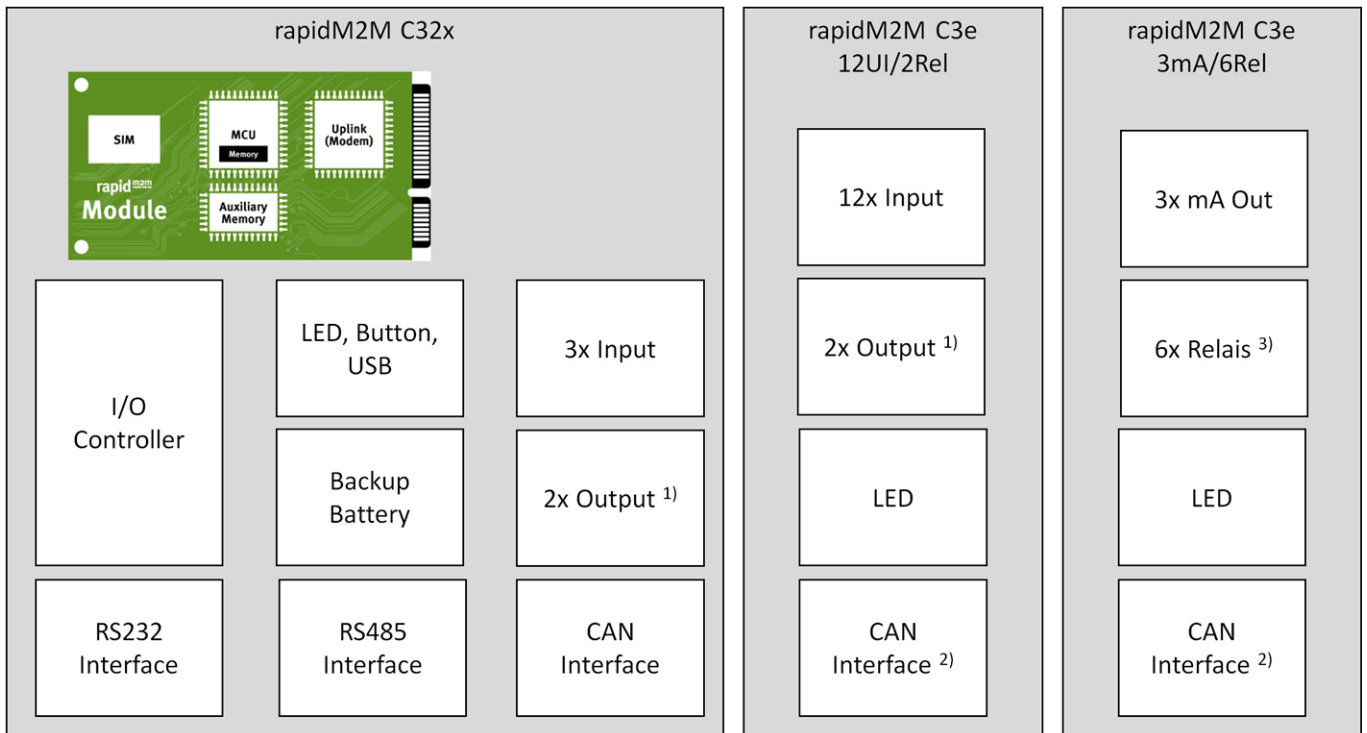 rapidM2M C32x
SIM
MCU
Memory
Uplink
(Modem)
rapid m2m
Module
Auxiliary
Memory
I/O
Controller
LED, Button,
USB
3x Input
Backup
Battery
2x Output 1)
RS232
Interface
RS485
Interface
CAN
Interface
rapidM2M C3e
12UI/2Rel
12x Input
2x Output 1)
LED
CAN
Interface 2)
rapidM2M C3e
3mA/6Rel
3x mA Out
6x Relais 3)
LED
CAN
Interface 2)